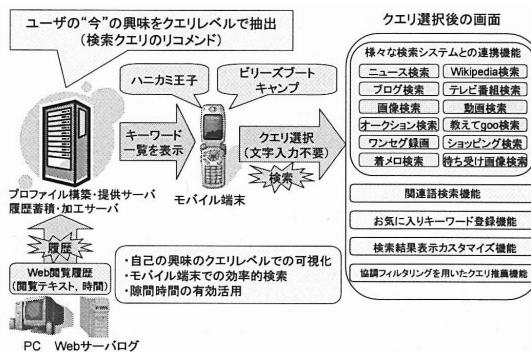 ユーザの“今”の興味をクエリレベルで抽出
（検索クエリのリコメンド）
クエリ選択後の画面
様々な検索システムとの連携機能
ニュース検索
Wikipedia検索
ブログ検索
テレビ番組検索
画像検索
動画検索
オークション検索
教えてgoo検索
ワンセグ録画
ショッピング検索
着メロ検索
待ち受け画像検索
関連語検索機能
お気に入りキーワード登録機能
検索結果表示カスタマイズ機能
協調フィルタリングを用いたクエリ推薦機能
ハニカミ王子
ビリーズブート
キャンプ
キーワード
一覧を表示
クエリ選択
（文字入力不要）
検索
モバイル端末
プロファイル構築・提供サーバ
履歴蓄積・加工サーバ
履歴
Web閲覧履歴
（閲覧テキスト，時間）
PC
Webサーバログ
・自己の興味のクエリレベルでの可視化
・モバイル端末での効率的検索
・隙間時間の有効活用